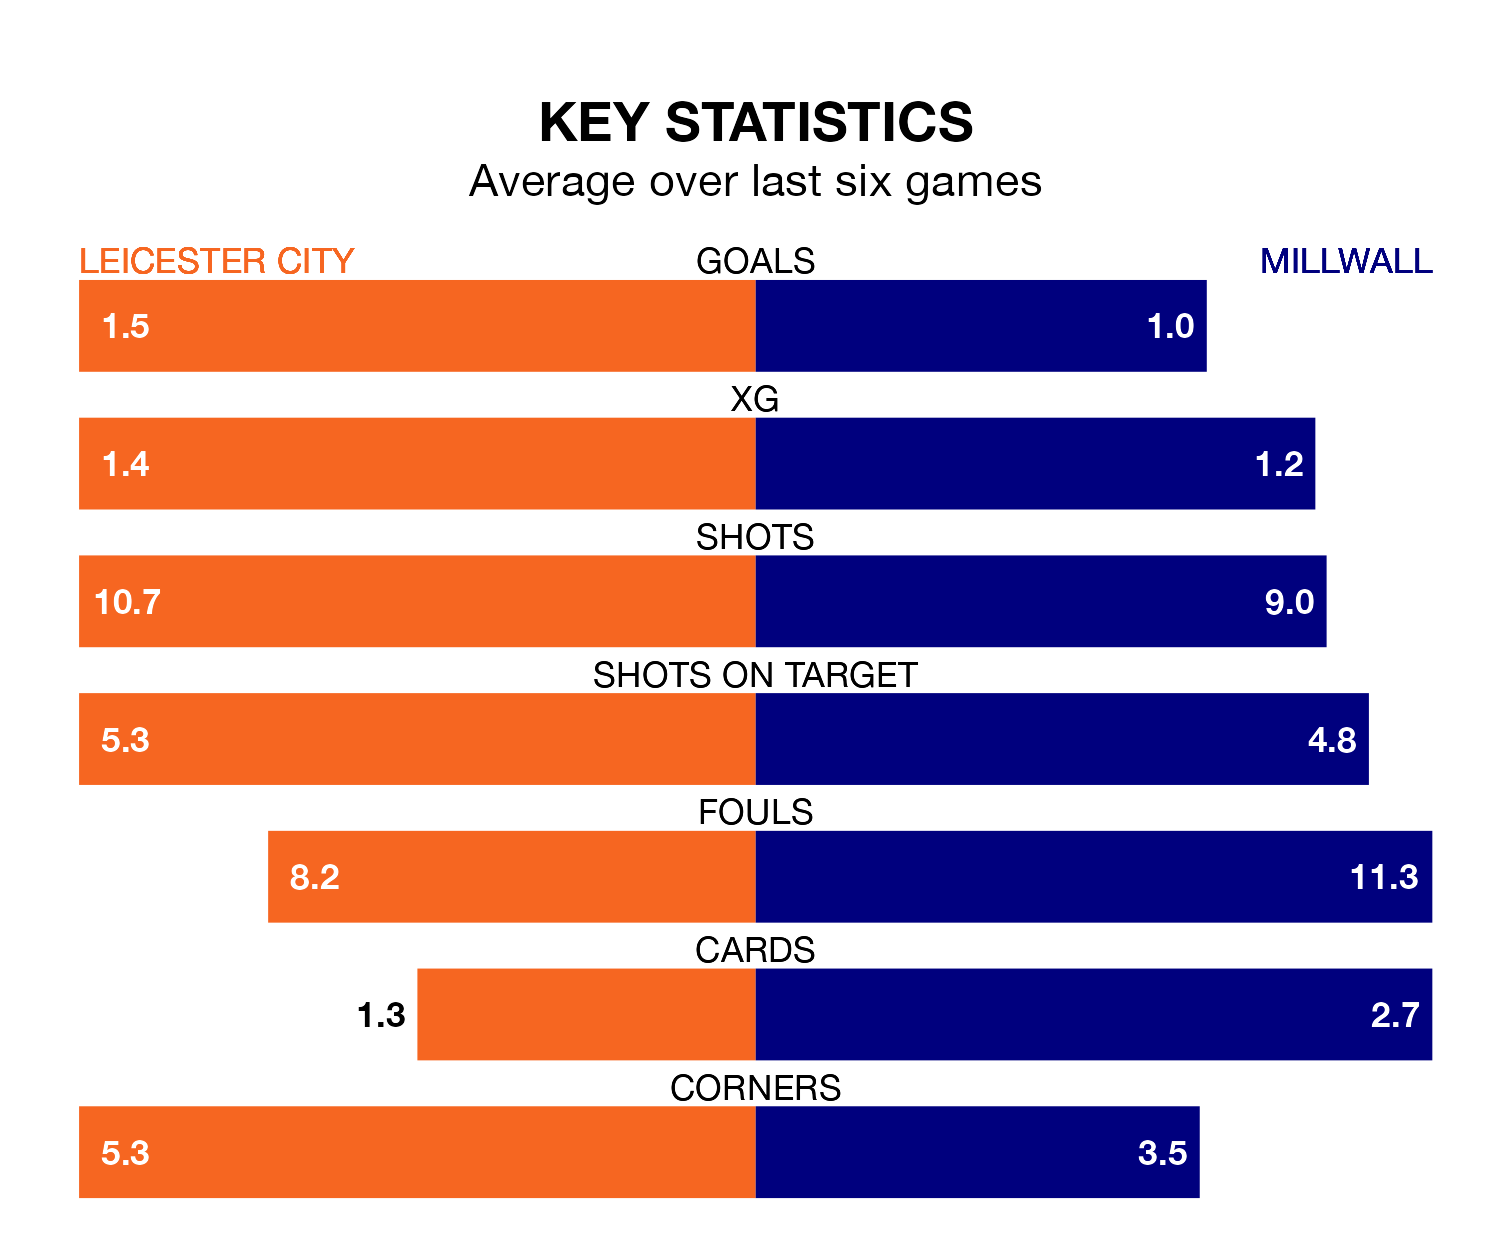 KEY STATISTICS
Average over last six games
LEICESTER CITY GOALS MILLWALL
1.5 1.0
XG
1.4 1.2
SHOTS
10.7 9.0
SHOTS ON TARGET
5.3 4.8
FOULS
8.2 11.3
CARDS
1.3 2.7
CORNERS
5.3 3.5